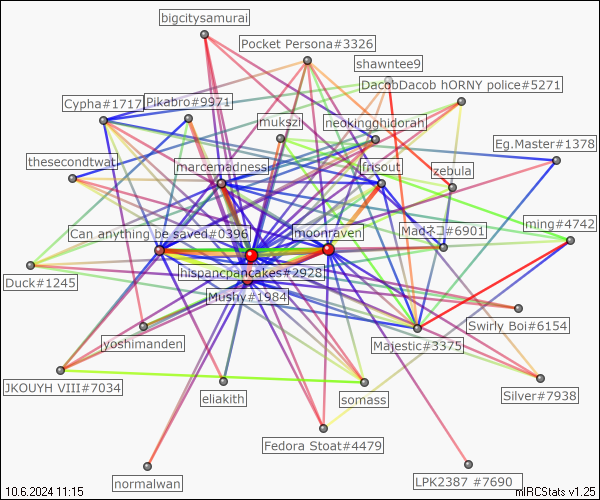 bigcitysamurai
Pocket Persona#3326
shawntee9
DacobDacob hORNY police#5271
Cypha#1717
Pikabro#9971
mukszi
neokingghidorah
Eg.Master#1378
thesecondtwat
marcemadness
frisout
zebula
Can anything be saved#0396
moonraven
Madネコ#6901
ming#4742
Duck#1245
hispancpancakes#2928
Mushy#1984
yoshimanden
Majestic#3375
Swirly Boi#6154
JKOUYH VIII#7034
eliakith
somass
Silver#7938
Fedora Stoat#4479
normalwan
LPK2387 #7690
10.6.2024 11:15
mIRCStats v1.25